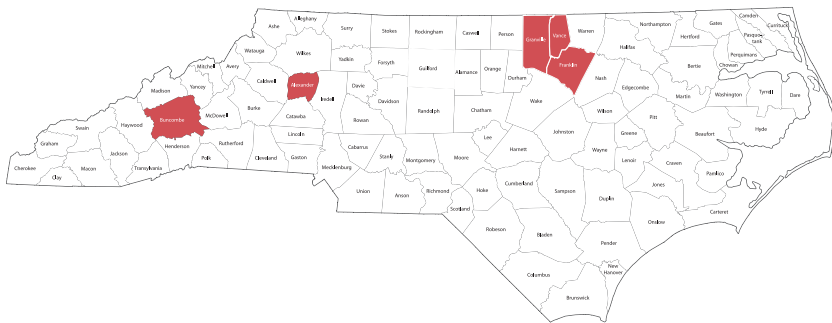 Alleghany
Ashe
Surry
Stokes
Rockingham
Caswell
Person
Granville
Vance
Warren
Northampton
Gates
Camden
Currituck
Pasquo-
tank
Perquimans
Chowan
Hertford
Halifax
Bertie
Watauga
Wilkes
Yadkin
Forsyth
Guilford
Alamance
Orange
Durham
Franklin
Nash
Edgecombe
Martin
Washington
Tyrrell
Dare
Mitchell
Avery
Caldwell
Alexander
Iredell
Davie
Davidson
Randolph
Chatham
Wake
Wilson
Pitt
Beaufort
Hyde
Madison
Yancey
Buncombe
McDowell
Burke
Catawba
Rowan
Lincoln
Swain
Haywood
Graham
Jackson
Henderson
Polk
Rutherford
Cleveland
Gaston
Mecklenburg
Cabarrus
Stanly
Montgomery
Moore
Lee
Harnett
Johnston
Wayne
Greene
Lenoir
Craven
Pamlico
Cherokee
Clay
Macon
Transylvania
Union
Anson
Richmond
Scotland
Hoke
Cumberland
Sampson
Duplin
Jones
Onslow
Carteret
Robeson
Bladen
Pender
New
Hanover
Columbus
Brunswick